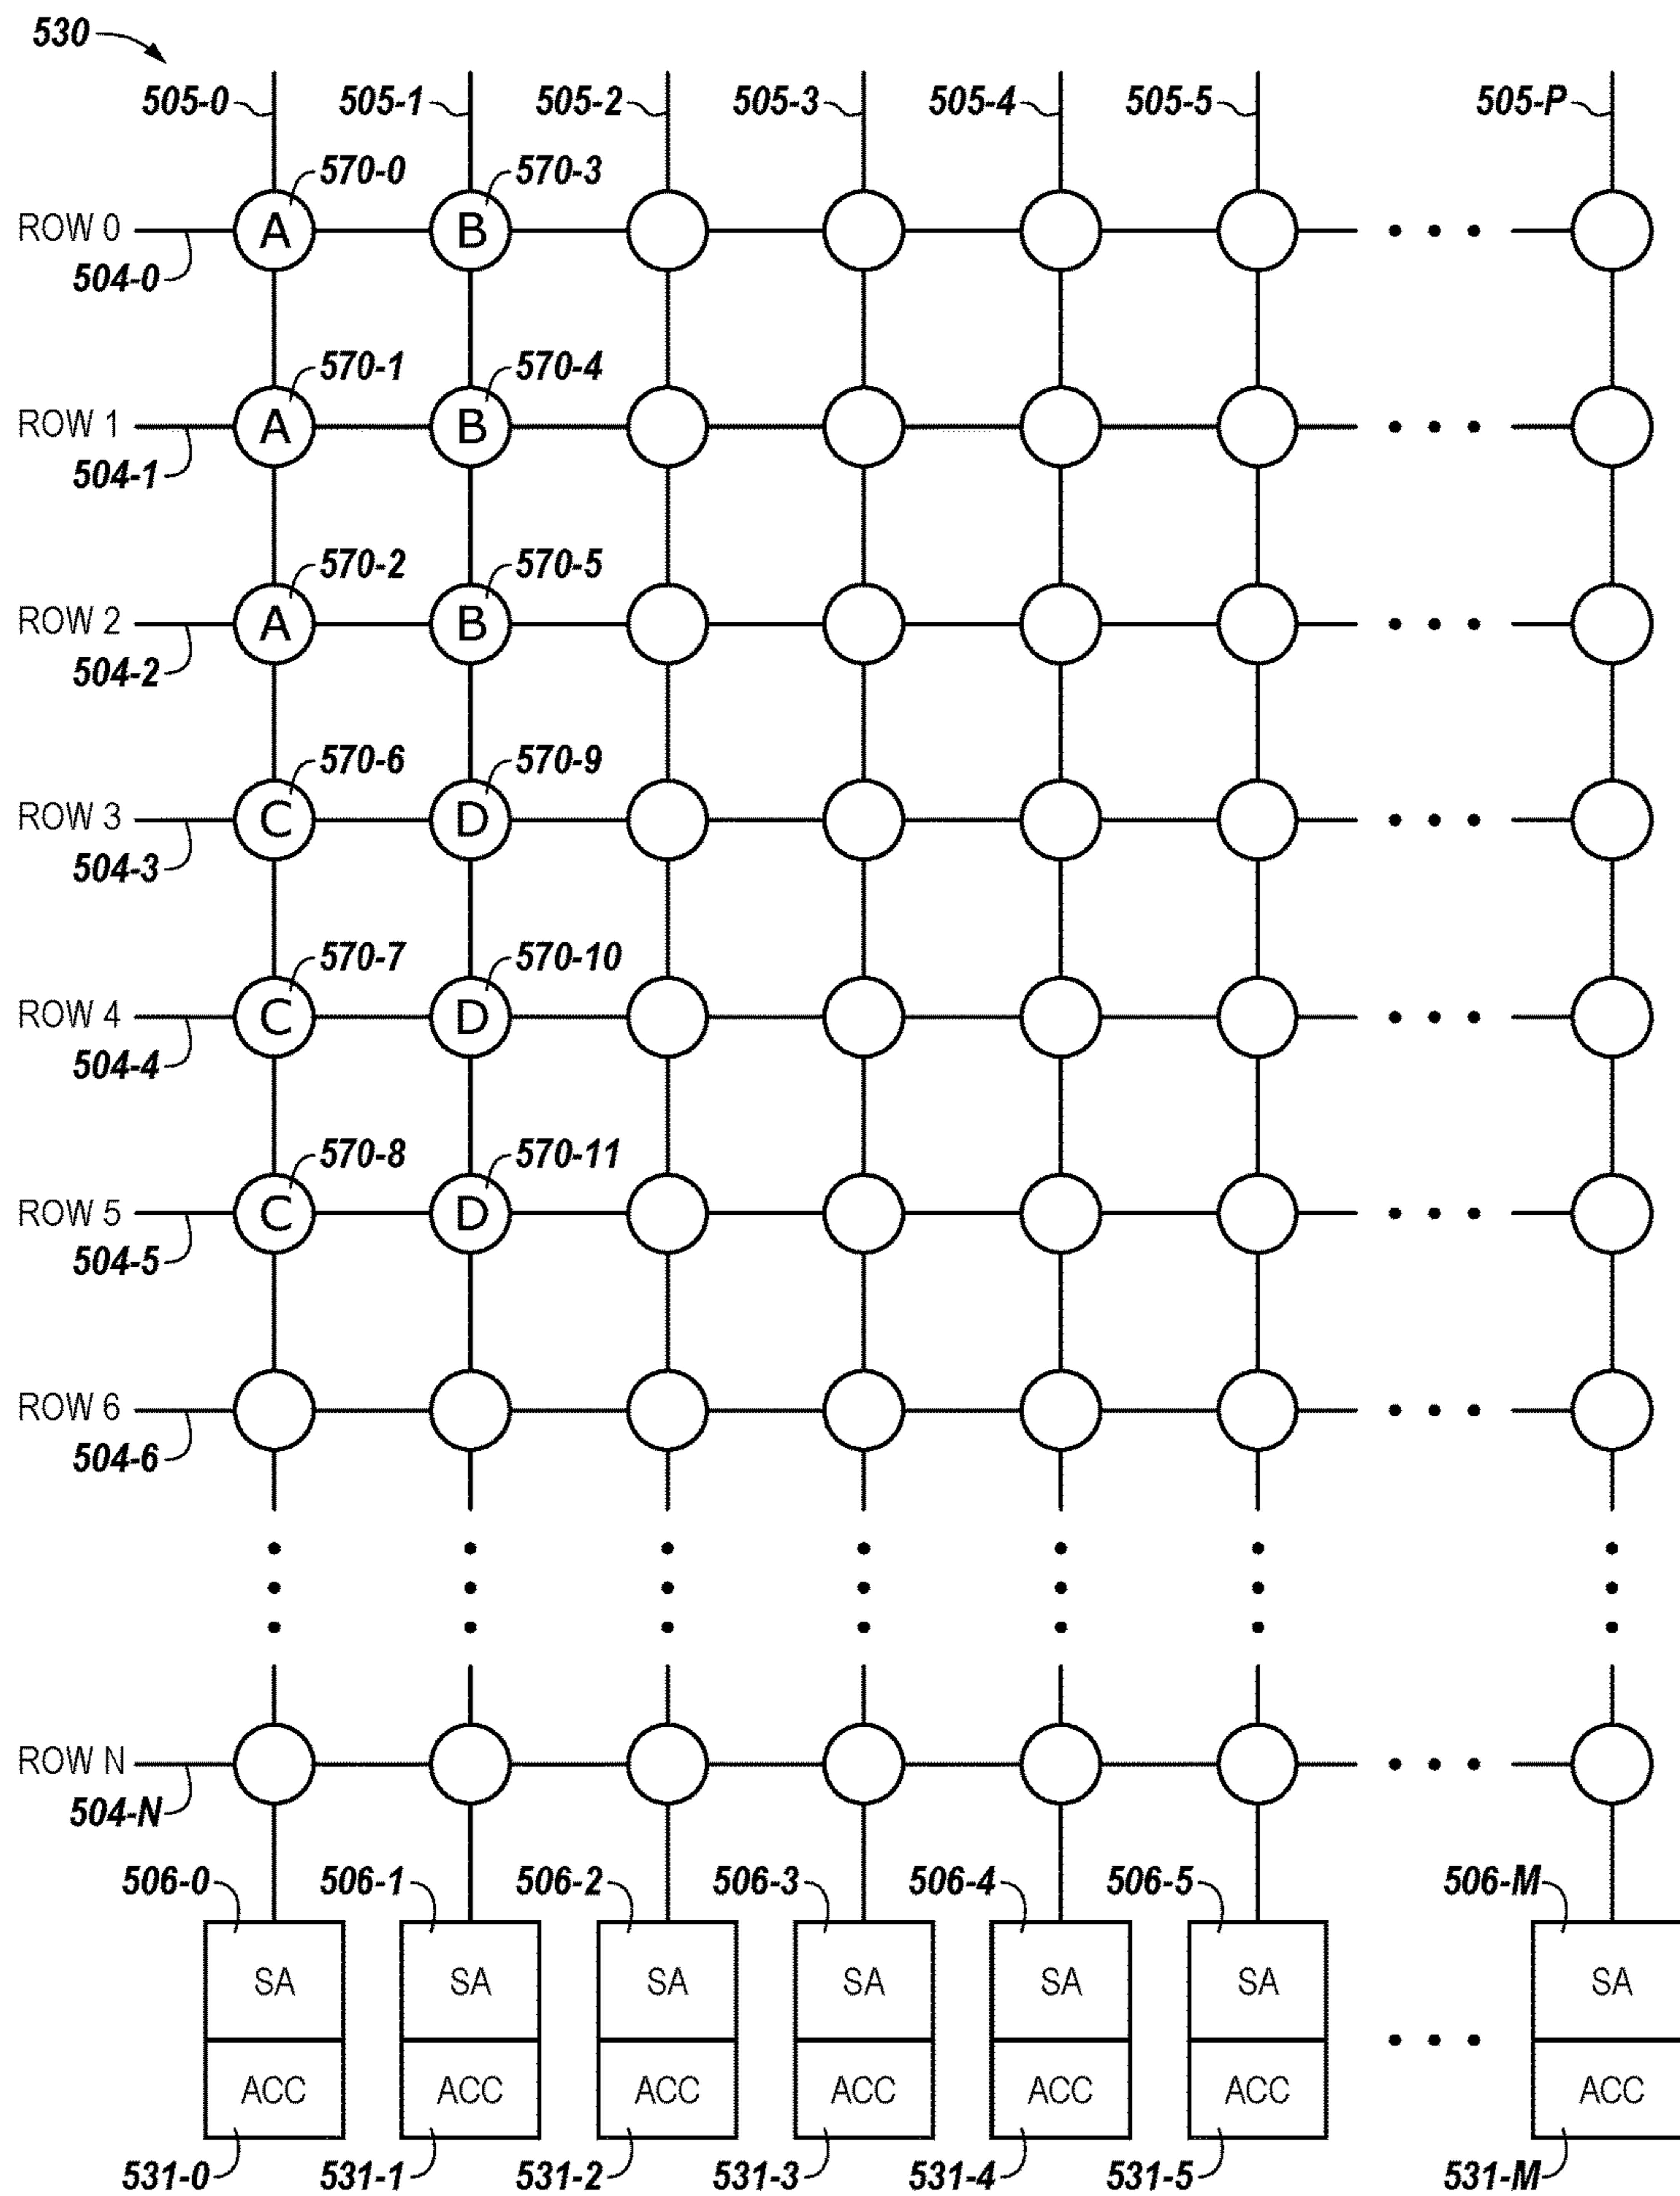 530
505-0 505-1 505-2 505-3 505-4 505-5 505-P
570-0 570-3
ROW 0 A B
504-0
570-1 570-4
ROW 1 A B
504-1
570-2 570-5
ROW 2 A B
504-2
570-6 570-9
ROW 3 C D
504-3
570-7 570-10
ROW 4 C D
504-4
570-8 570-11
ROW 5 C D
504-5
ROW 6
504-6
ROW N
504-N
506-0 506-1 506-2 506-3 506-4 506-5 506-M
SA SA SA SA SA SA SA
ACC ACC ACC ACC ACC ACC ACC
531-0 531-1 531-2 531-3 531-4 531-5 531-M